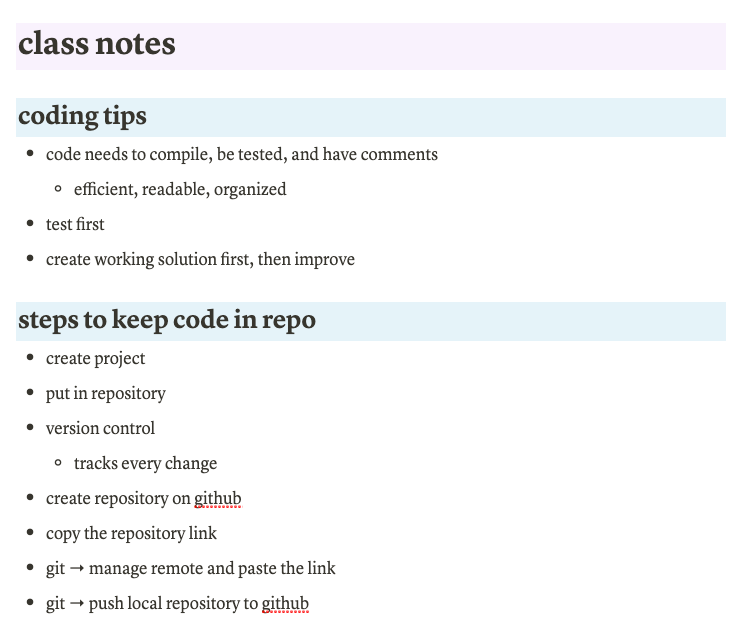 class notes
coding tips
• code needs to compile, be tested, and have comments
◦ efficient, readable, organized
• test first
• create working solution first, then improve
steps to keep code in repo
• create project
• put in repository
• version control
◦ tracks every change
• create repository on github
• copy the repository link
• git → manage remote and paste the link
• git → push local repository to github